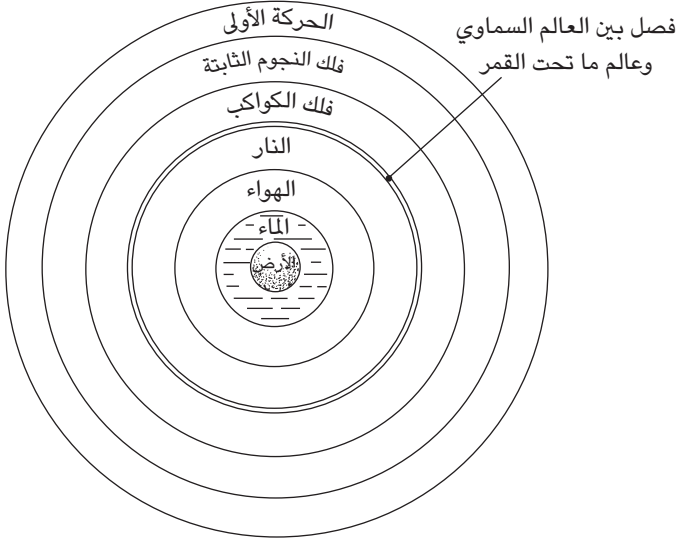 الحركة الأولى
فصل بين العالم السماوي
وعالم ما تحت القمر
فلك النجوم الثابتة
فلك الكواكب
النار
الهواء
الماء
الأرض